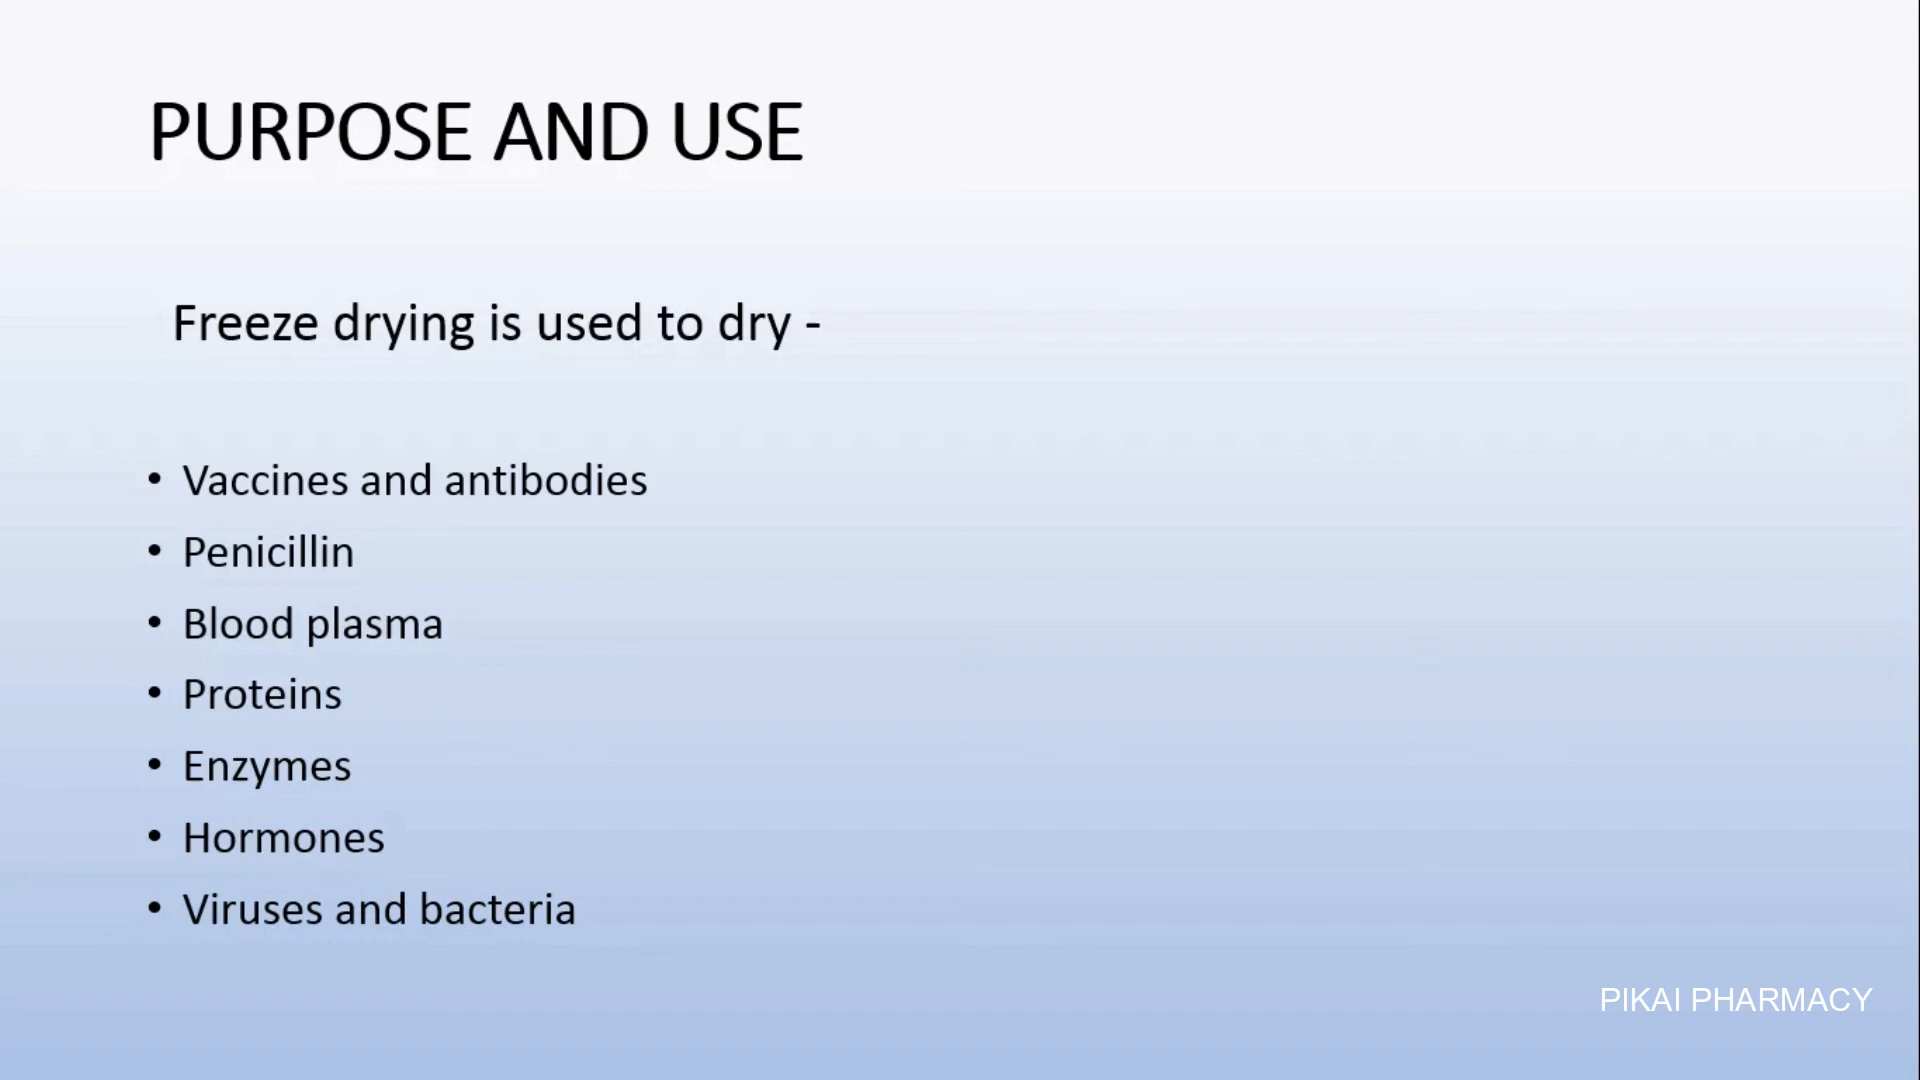 PURPOSE AND USE
Freeze drying is used to dry -
• Vaccines and antibodies
• Penicillin
• Blood plasma
• Proteins
• Enzymes
• Hormones
• Viruses and bacteria
PIKAI PHARMACY